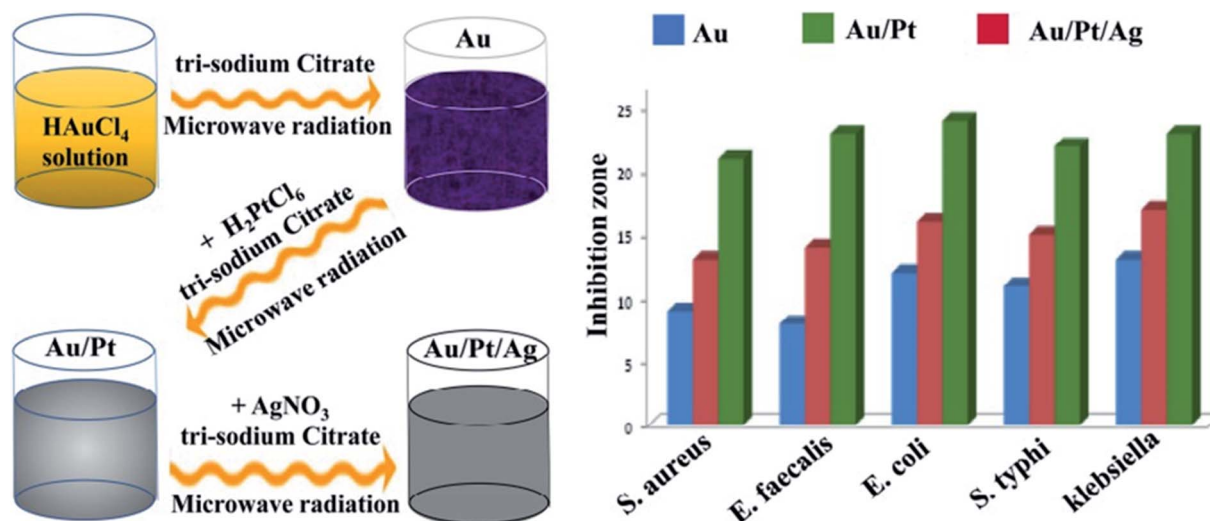 Au
tri-sodium Citrate
HAuCl₄
solution
Microwave radiation
+ H₂PtCl₆
tri-sodium Citrate
Microwave radiation
Au/Pt
Au/Pt/Ag
+ AgNO₃
tri-sodium Citrate
Microwave radiation
Au
Au/Pt
Au/Pt/Ag
Inhibition zone
25
20
15
10
5
0
S. aureus
E. faecalis
E. coli
S. typhi
klebsiella